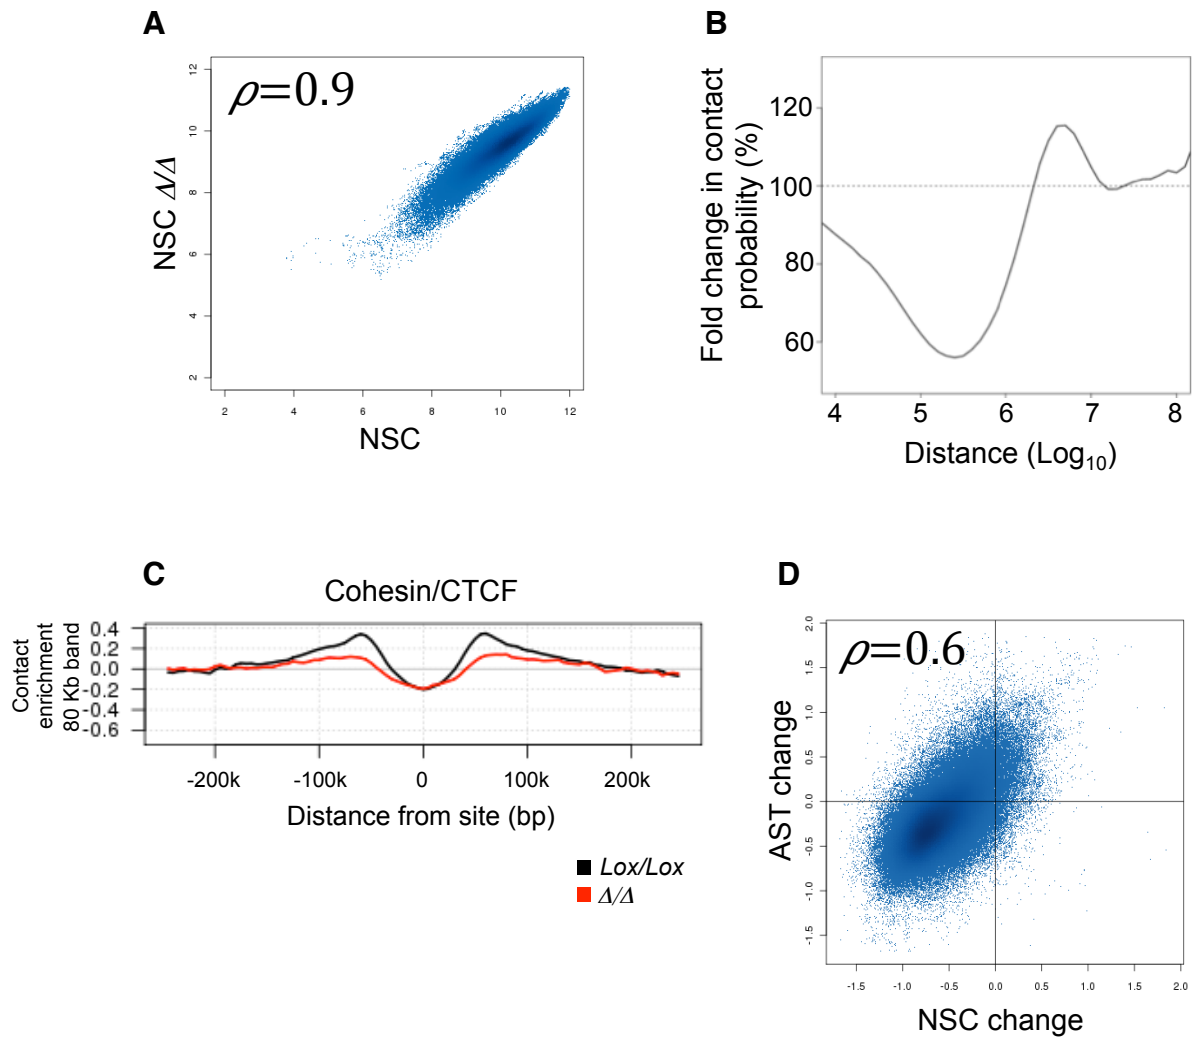 A
ρ=0.9
NSC Δ/Δ
12
10
8
6
4
2
2 4 6 8 10 12
NSC
B
Fold change in contact
probability (%)
120
100
80
60
4 5 6 7 8
Distance (Log10)
C
Cohesin/CTCF
Contact
enrichment
80 Kb band
0.4
0.2
0.0
-0.2
-0.4
-0.6
-200k -100k 0 100k 200k
Distance from site (bp)
Lox/Lox
Δ/Δ
D
ρ=0.6
AST change
2.0
1.5
1.0
0.5
0.0
-0.5
-1.0
-1.5
-1.5 -1.0 -0.5 0.0 0.5 1.0 1.5 2.0
NSC change